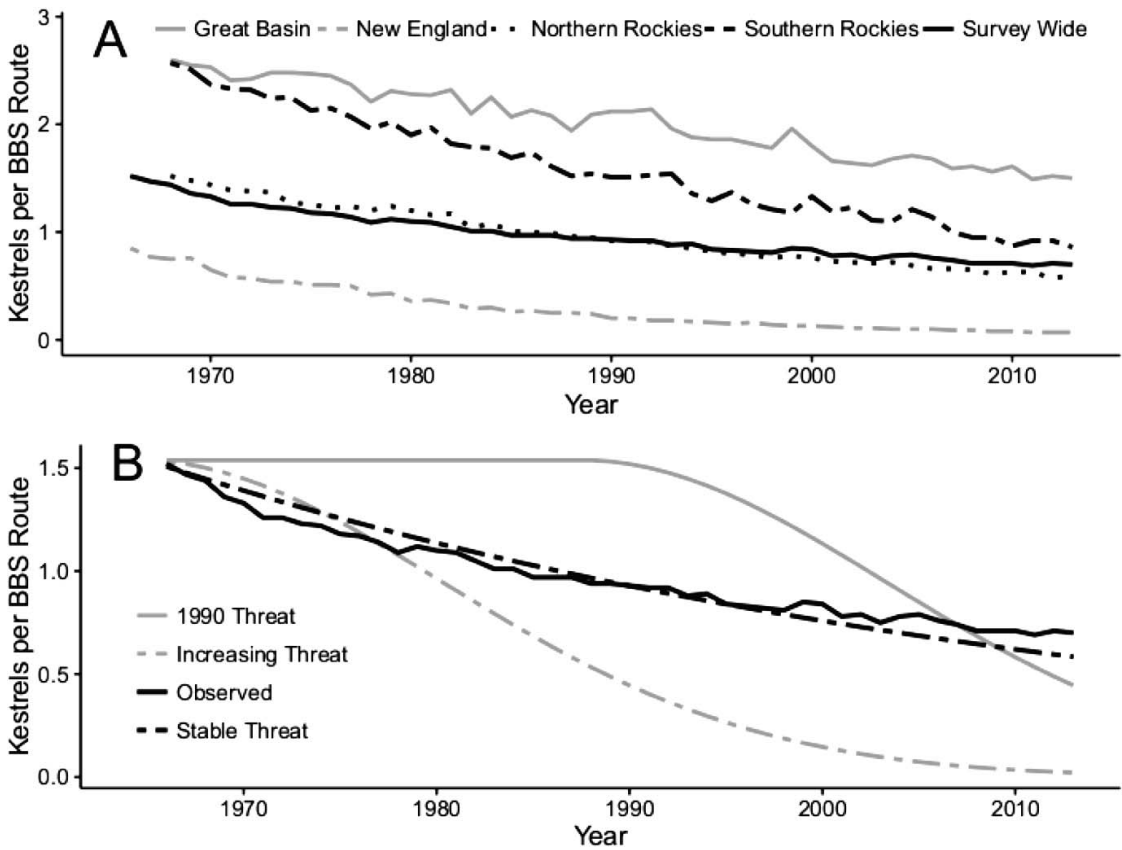 A
Great Basin New England Northern Rockies Southern Rockies Survey Wide
Kestrels per BBS Route
3
2
1
0
1970 1980 1990 2000 2010
Year
B
Kestrels per BBS Route
1.5
1.0
0.5
0.0
1990 Threat
Increasing Threat
Observed
Stable Threat
1970 1980 1990 2000 2010
Year